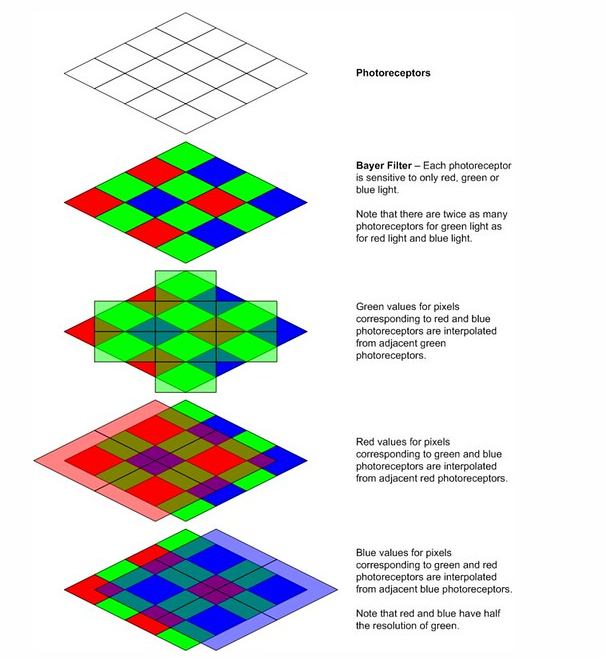 Photoreceptors
Bayer Filter – Each photoreceptor
is sensitive to only red, green or
blue light.
Note that there are twice as many
photoreceptors for green light as
for red light and blue light.
Green values for pixels
corresponding to red and blue
photoreceptors are interpolated
from adjacent green
photoreceptors.
Red values for pixels
corresponding to green and blue
photoreceptors are interpolated
from adjacent red photoreceptors.
Blue values for pixels
corresponding to green and red
photoreceptors are interpolated
from adjacent blue photoreceptors.
Note that red and blue have half
the resolution of green.